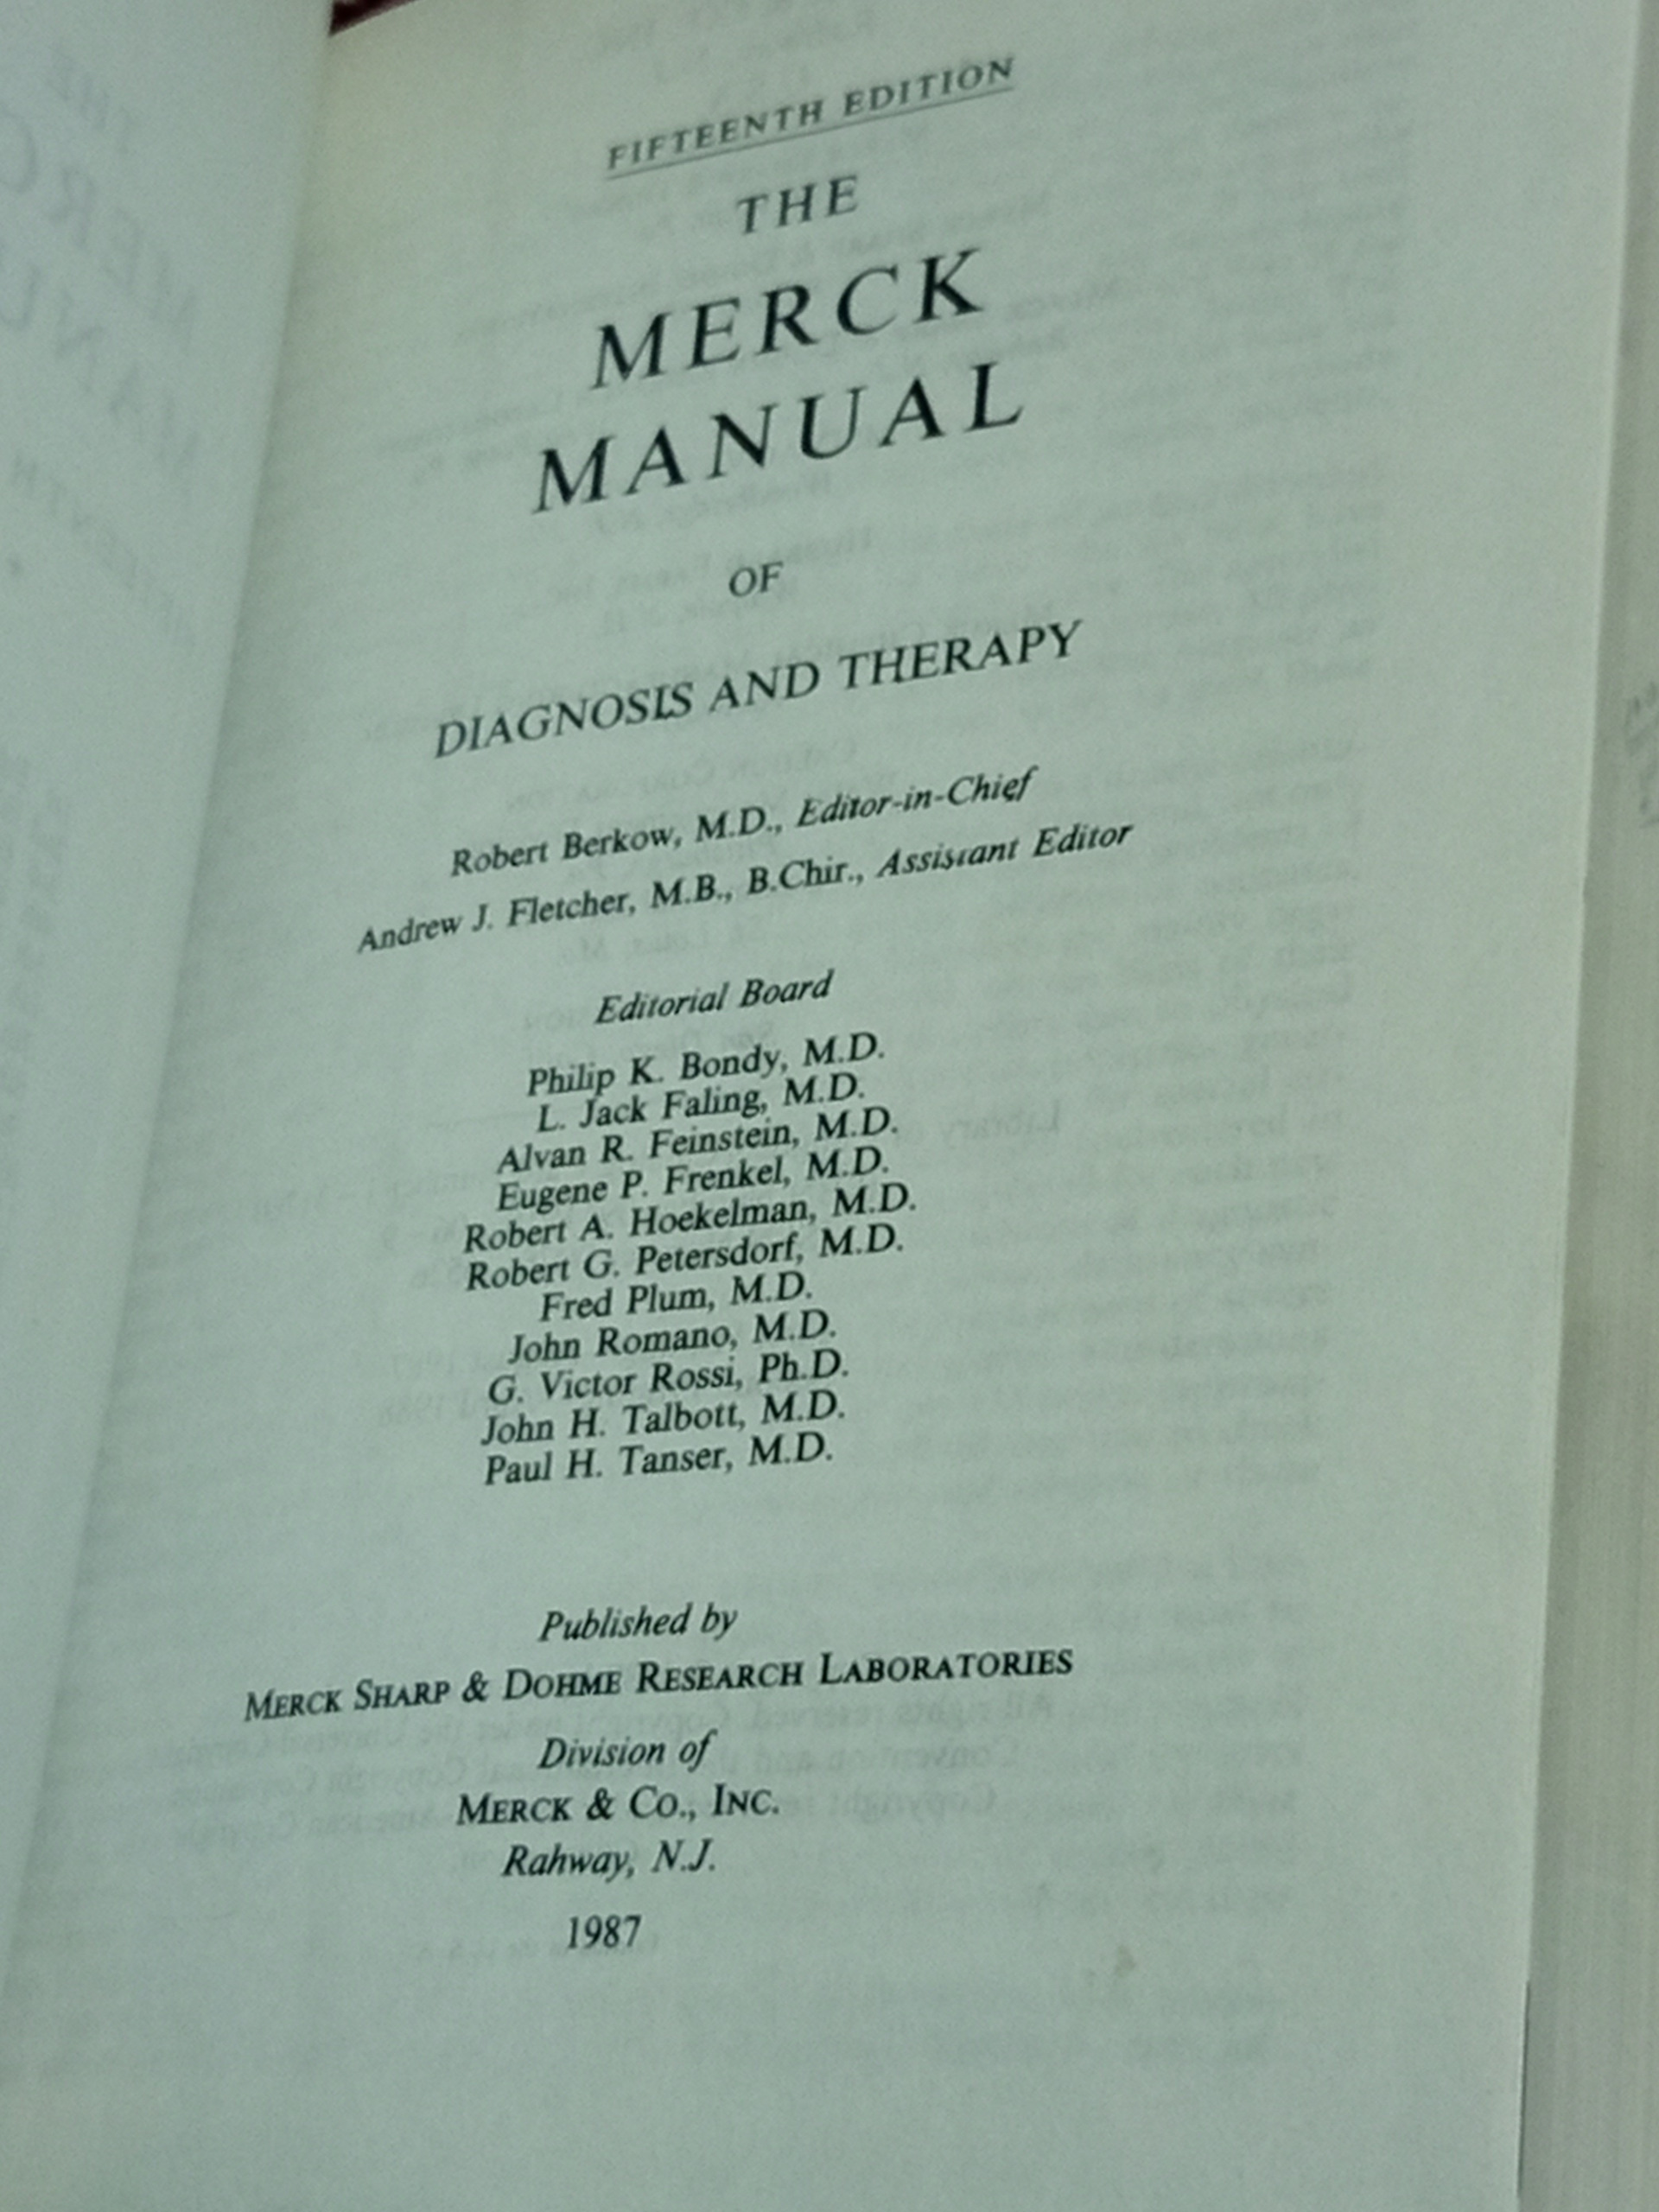 FIFTEENTH EDITION
THE
MERCK
MANUAL
OF
DIAGNOSIS AND THERAPY
Robert Berkow, M.D., Editor-in-Chief
Andrew J. Fletcher, M.B., B.Chir., Assistant Editor
Editorial Board
Philip K. Bondy, M.D.
L. Jack Faling, M.D.
Alvan R. Feinstein, M.D.
Eugene P. Frenkel, M.D.
Robert A. Hoekelman, M.D.
Robert G. Petersdorf, M.D.
Fred Plum, M.D.
John Romano, M.D.
G. Victor Rossi, Ph.D.
John H. Talbott, M.D.
Paul H. Tanser, M.D.
Published by
MERCK SHARP & DOHME RESEARCH LABORATORIES
Division of
MERCK & CO., INC.
Rahway, N.J.
1987